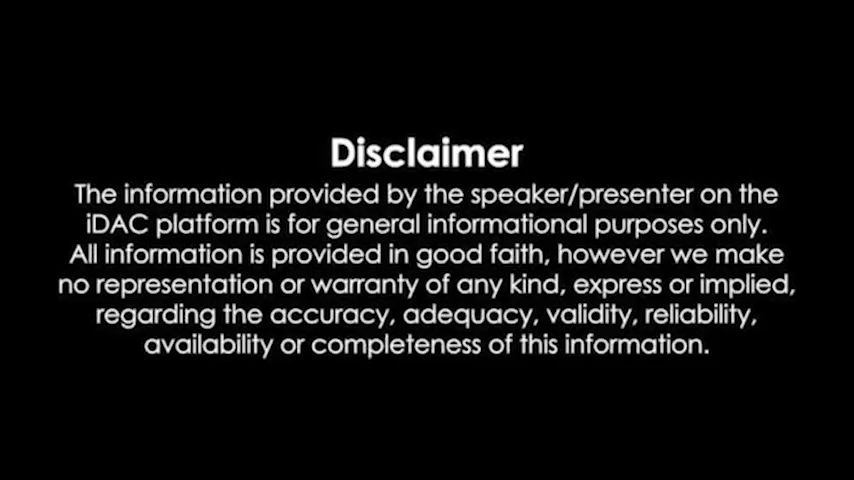 Disclaimer
The information provided by the speaker/presenter on the
iDAC platform is for general informational purposes only.
All information is provided in good faith, however we make
no representation or warranty of any kind, express or implied,
regarding the accuracy, adequacy, validity, reliability,
availability or completeness of this information.